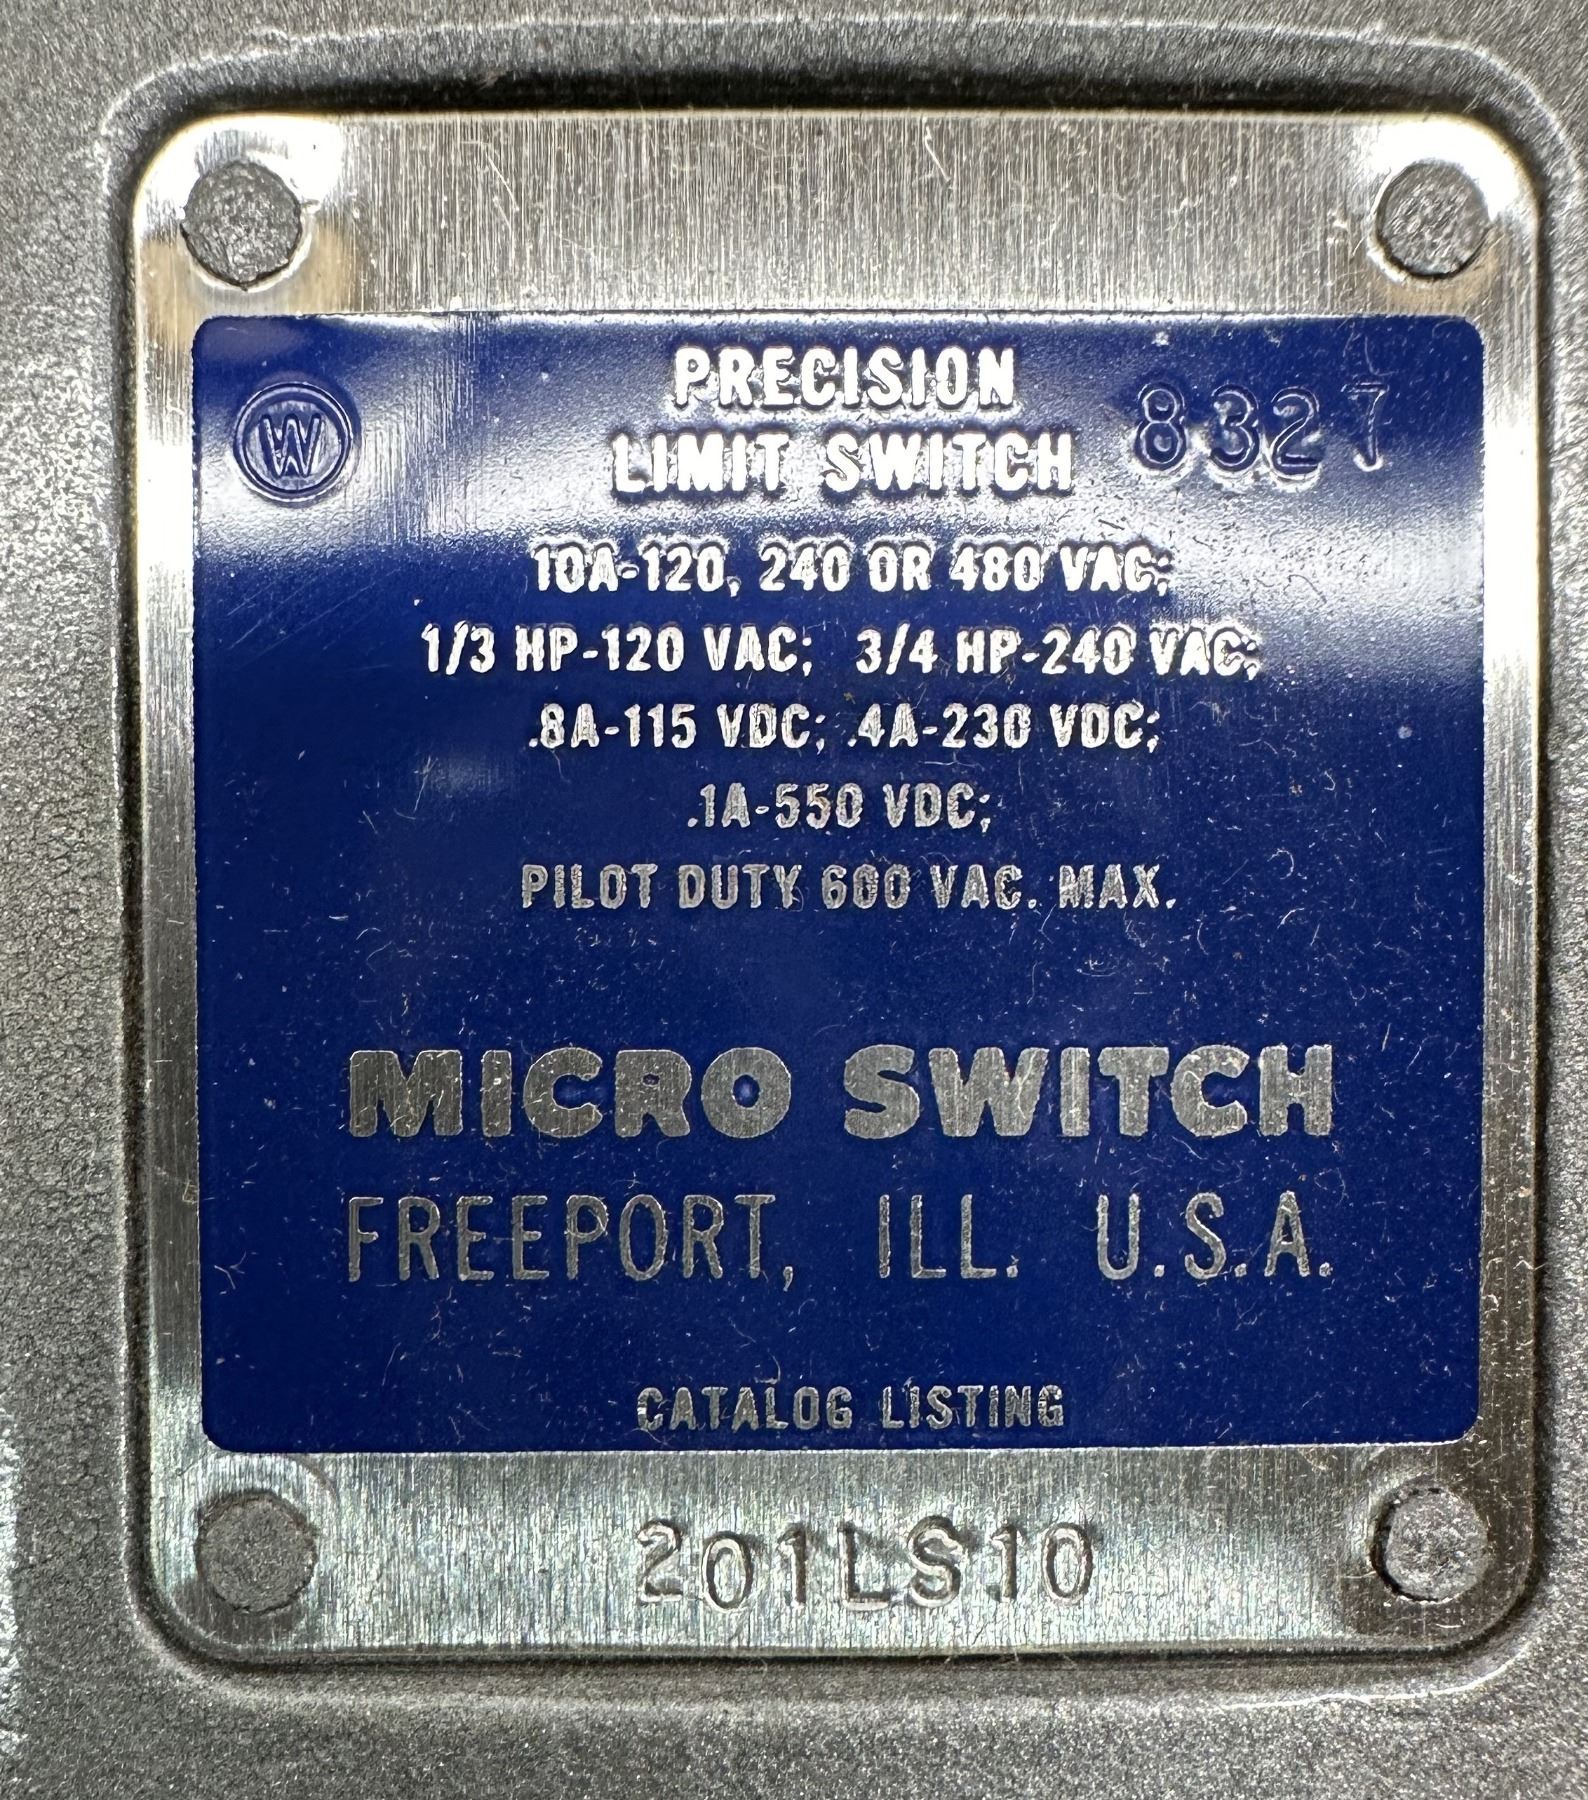 PRECISION
LIMIT SWITCH
8327
10A-120, 240 OR 480 VAC;
1/3 HP-120 VAC; 3/4 HP-240 VAC;
.8A-115 VDC; .4A-230 VDC;
.1A-550 VDC;
PILOT DUTY 600 VAC. MAX.
MICRO SWITCH
FREEPORT, ILL. U.S.A.
CATALOG LISTING
201LS10